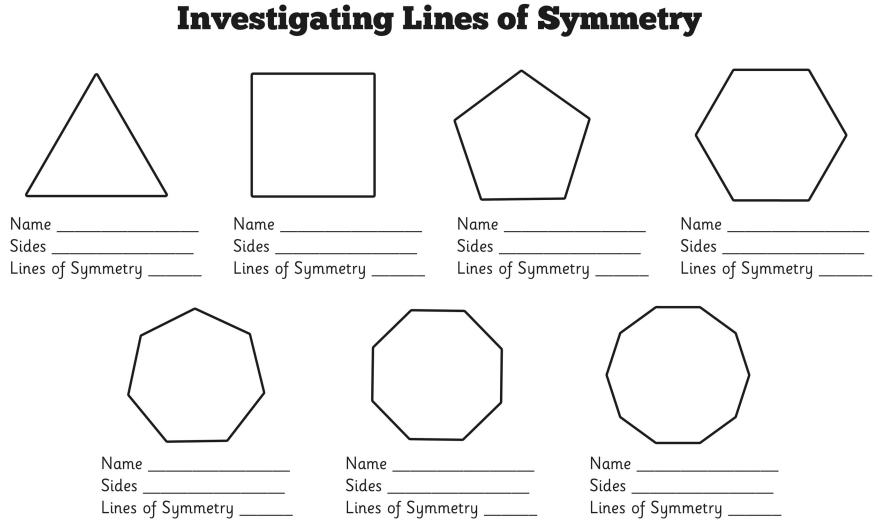 Investigating Lines of Symmetry
Name ________________ Name ________________ Name ________________ Name ________________
Sides ________________ Sides ________________ Sides ________________ Sides ________________
Lines of Symmetry ______ Lines of Symmetry ______ Lines of Symmetry ______ Lines of Symmetry ______
Name ________________ Name ________________ Name ________________
Sides ________________ Sides ________________ Sides ________________
Lines of Symmetry ______ Lines of Symmetry ______ Lines of Symmetry ______